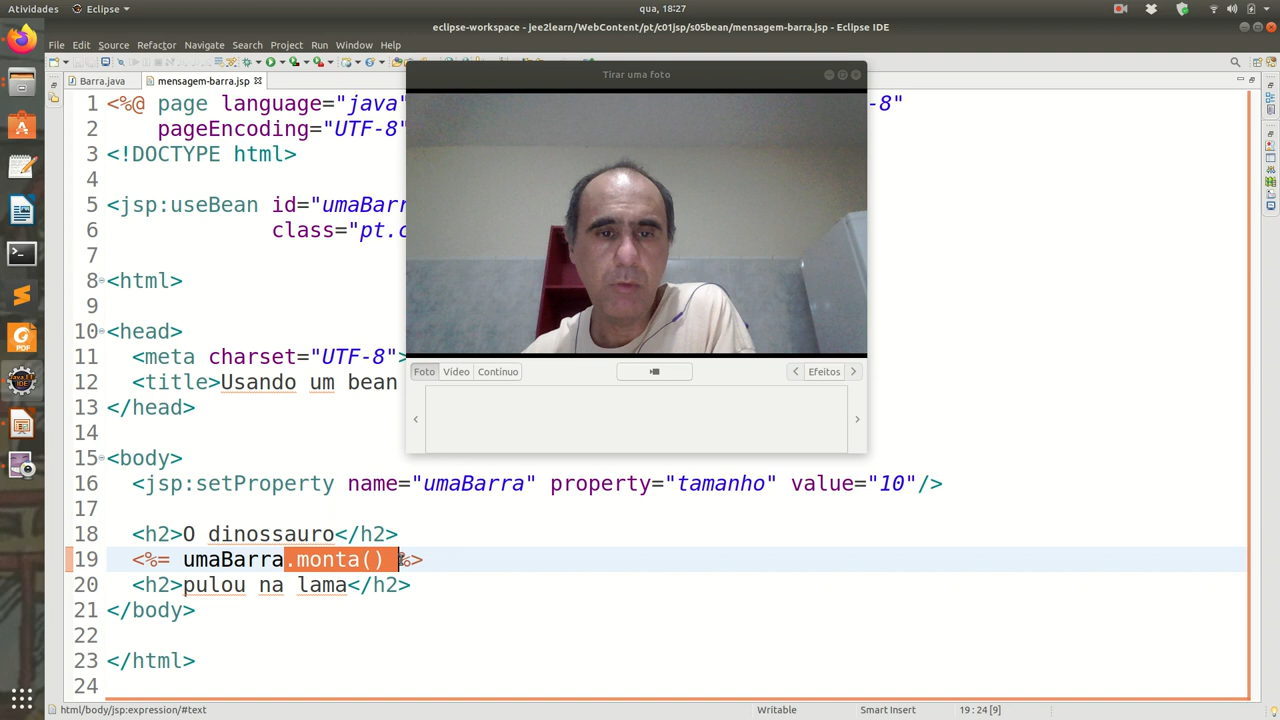 Atividades
Eclipse
qua, 18:27
eclipse-workspace - jee2learn/WebContent/pt/c01jsp/s05bean/mensagem-barra.jsp - Eclipse IDE
File Edit Source Refactor Navigate Search Project Run Window Help
Barra.java
mensagem-barra.jsp
Tirar uma foto
1 <%@ page language="java" -8"
2 pageEncoding="UTF-8"
3 <!DOCTYPE html>
4
5 <jsp:useBean id="umaBarr
6 class="pt.c
7
8 <html>
9
10 <head>
11 <meta charset="UTF-8">
12 <title>Usando um bean
13 </head>
14
15 <body>
16 <jsp:setProperty name="umaBarra" property="tamanho" value="10"/>
17
18 <h2>O dinossauro</h2>
19 <%= umaBarra.monta() %>
20 <h2>pulou na lama</h2>
21 </body>
22
23 </html>
24
Foto Vídeo Contínuo
Efeitos
html/body/jsp:expression/#text
Writable
Smart Insert
19 : 24 [9]